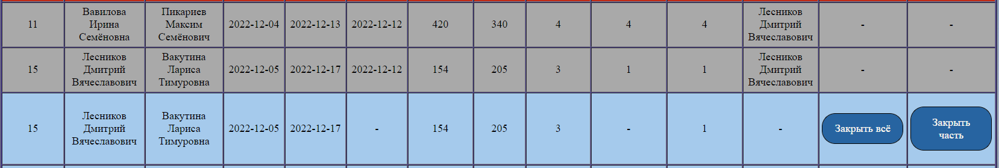 11 Вавилова Ирина Семёновна Пикариев Максим Семёнович 2022-12-04 2022-12-13 2022-12-12 420 340 4 4 4 Лесников Дмитрий Вячеславович - -
15 Лесников Дмитрий Вячеславович Вакутина Лариса Тимуровна 2022-12-05 2022-12-17 2022-12-12 154 205 3 1 1 Лесников Дмитрий Вячеславович - -
15 Лесников Дмитрий Вячеславович Вакутина Лариса Тимуровна 2022-12-05 2022-12-17 - 154 205 3 - 1 - Закрыть всё Закрыть часть